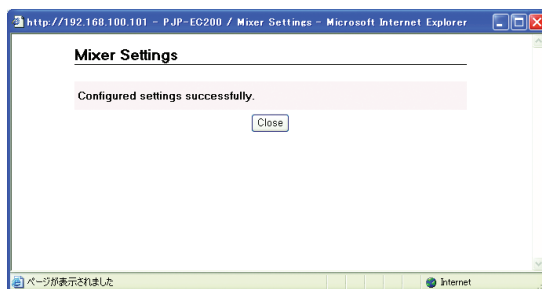 http://192.168.100.101 - PJP-EC200 / Mixer Settings - Microsoft Internet Explorer
Mixer Settings
Configured settings successfully.
Close
ページが表示されました
Internet